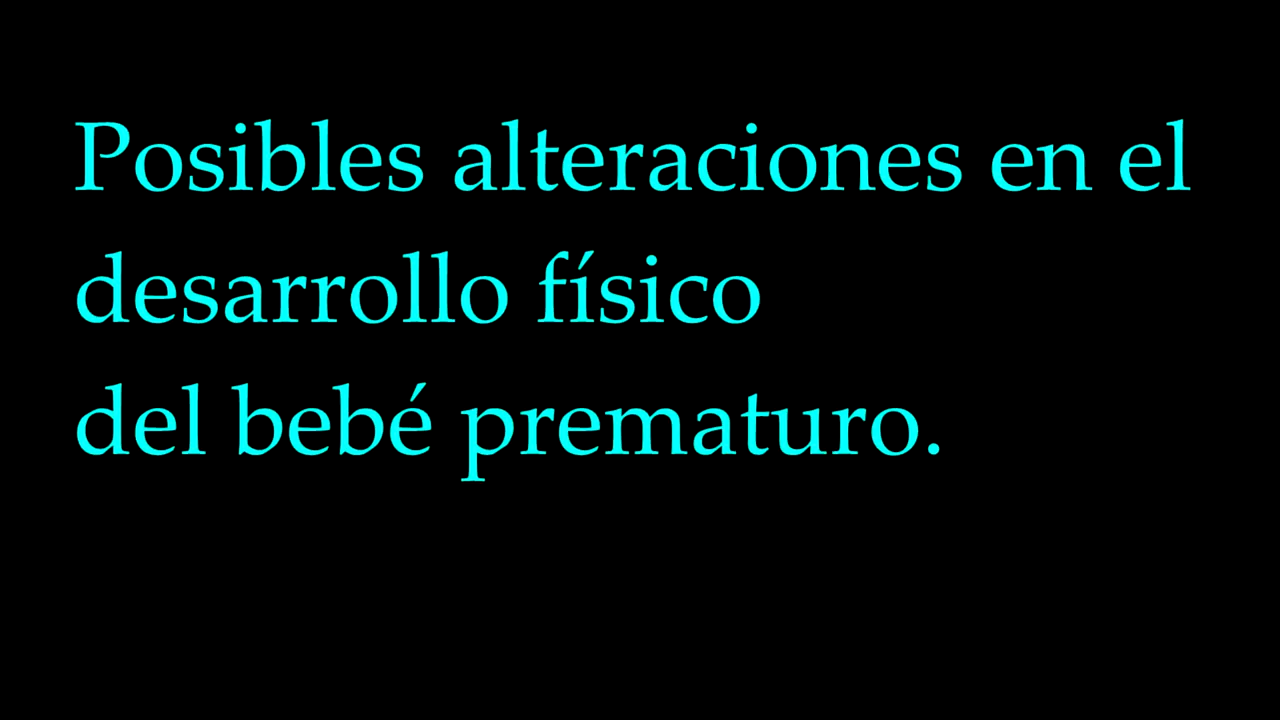 Posibles alteraciones en el
desarrollo físico
del bebé prematuro.